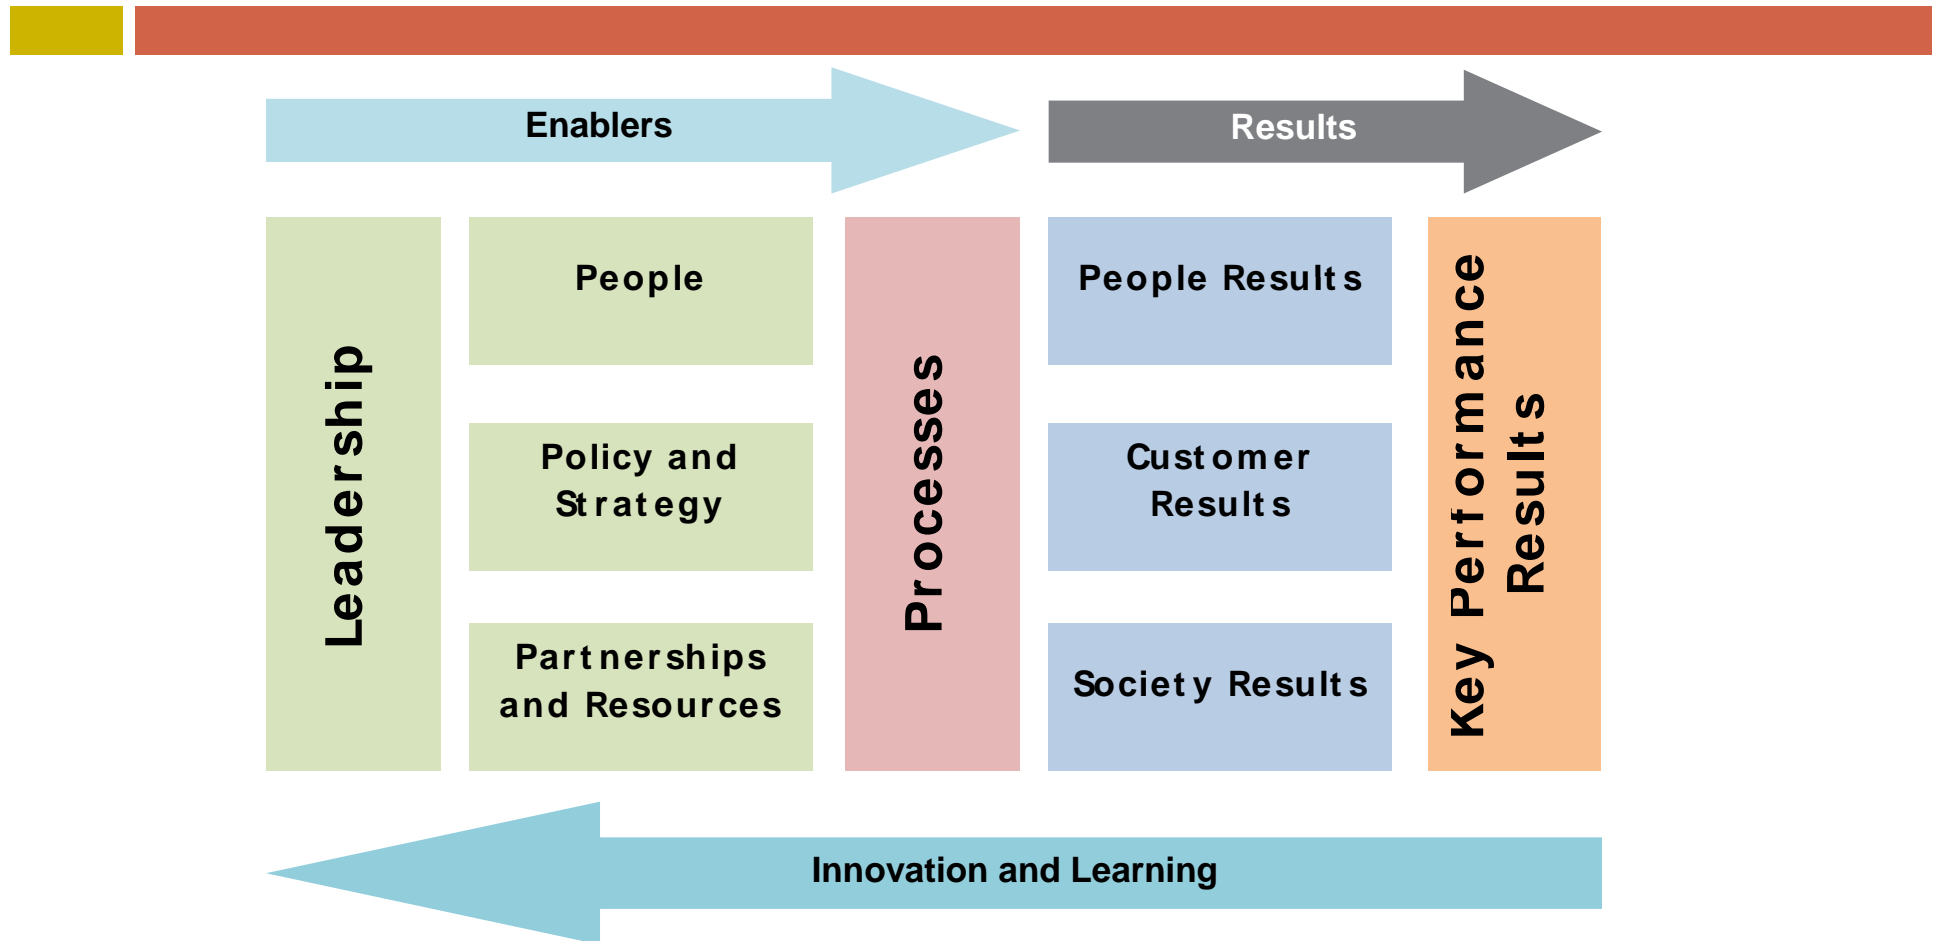 Enablers
Results
Leadership
People
Policy and
Strategy
Partnerships
and Resources
Processes
People Results
Customer
Results
Society Results
Key Performance
Results
Innovation and Learning